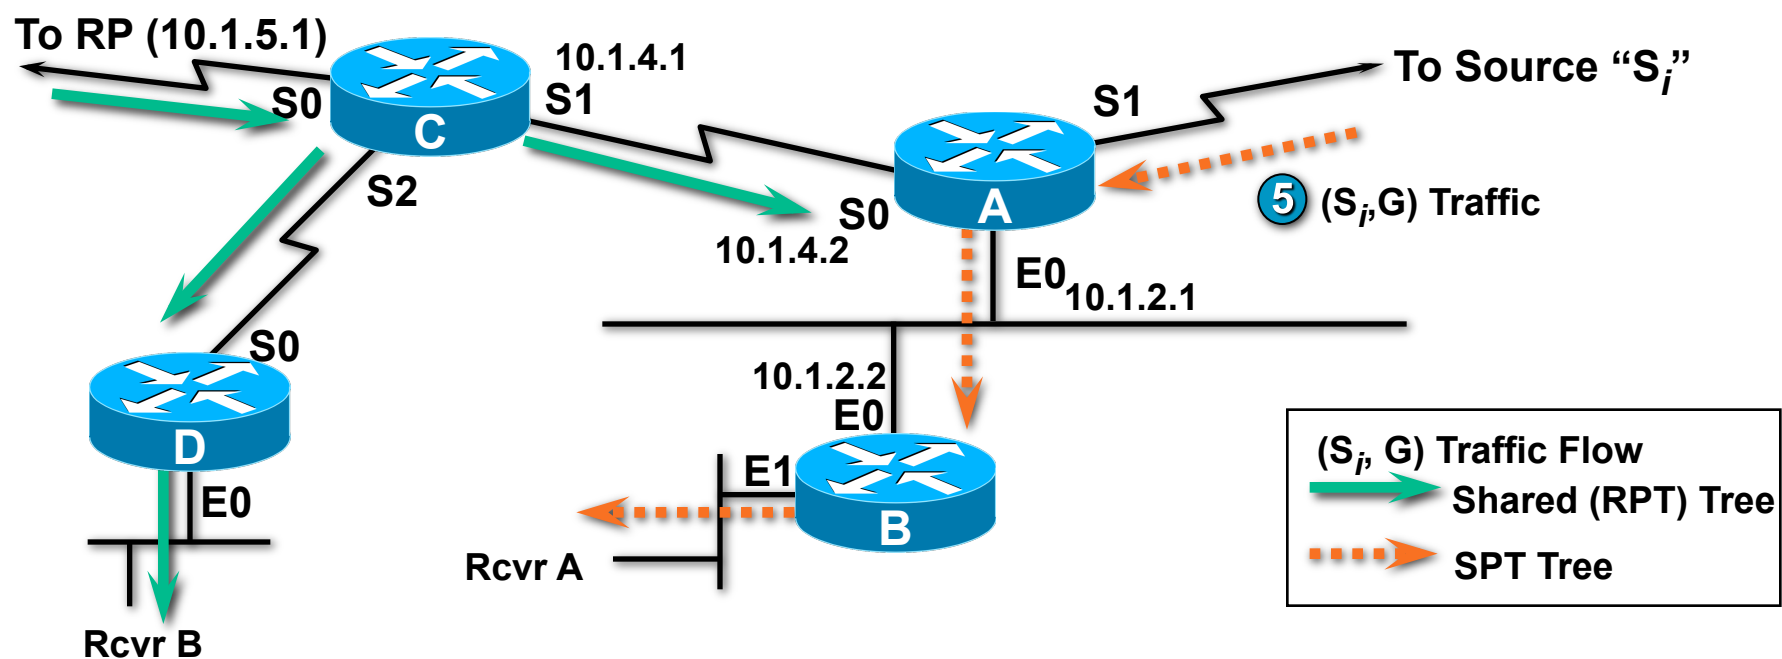 To RP (10.1.5.1)
10.1.4.1
S0
S1
C
S2
S1
To Source “Si”
A
S0
10.1.4.2
5 (Si,G) Traffic
E0
10.1.2.1
S0
D
E0
Rcvr B
10.1.2.2
E0
E1
B
Rcvr A
(Si, G) Traffic Flow
Shared (RPT) Tree
SPT Tree